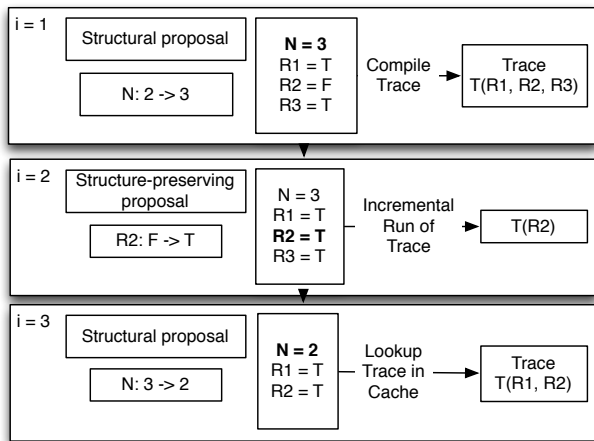 i = 1
Structural proposal
N: 2 -> 3
N = 3
R1 = T
R2 = F
R3 = T
Compile
Trace
Trace
T(R1, R2, R3)
i = 2
Structure-preserving
proposal
R2: F -> T
N = 3
R1 = T
R2 = T
R3 = T
Incremental
Run of
Trace
T(R2)
i = 3
Structural proposal
N: 3 -> 2
N = 2
R1 = T
R2 = T
Lookup
Trace in
Cache
Trace
T(R1, R2)